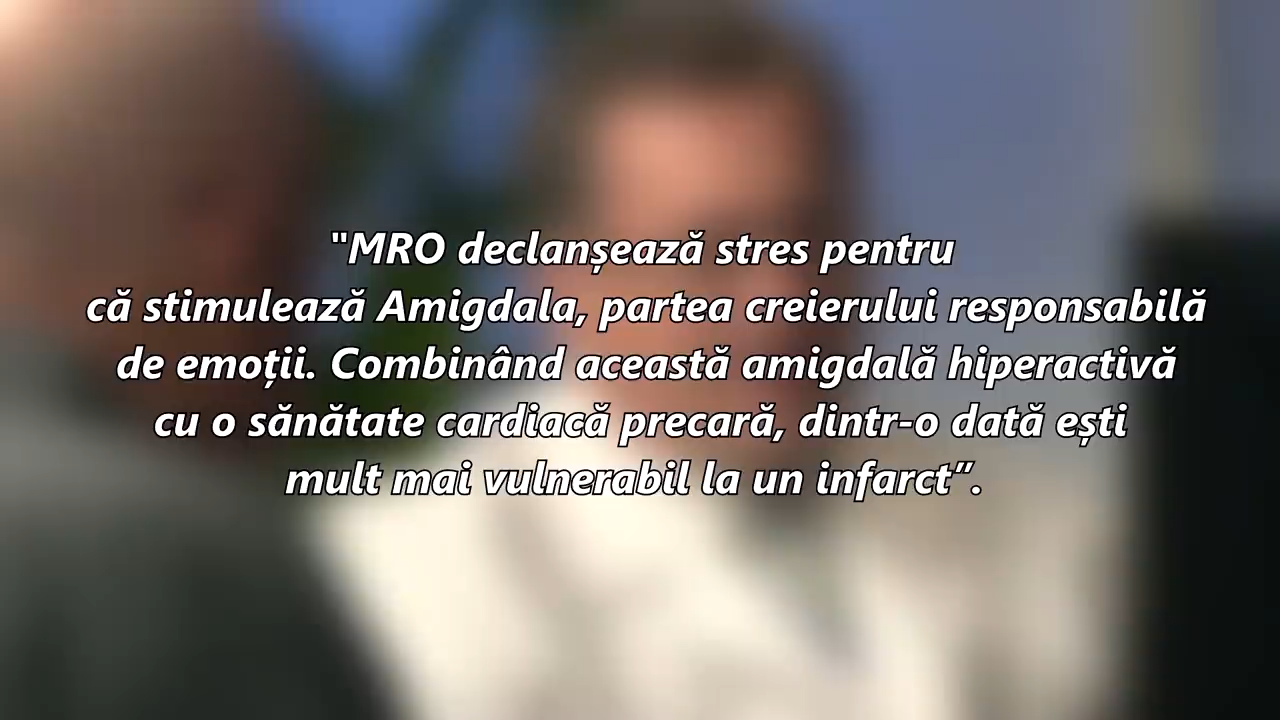 "MRO declanșează stres pentru
că stimulează Amigdala, partea creierului responsabilă
de emoții. Combinând această amigdală hiperactivă
cu o sănătate cardiacă precară, dintr-o dată ești
mult mai vulnerabil la un infarct”.